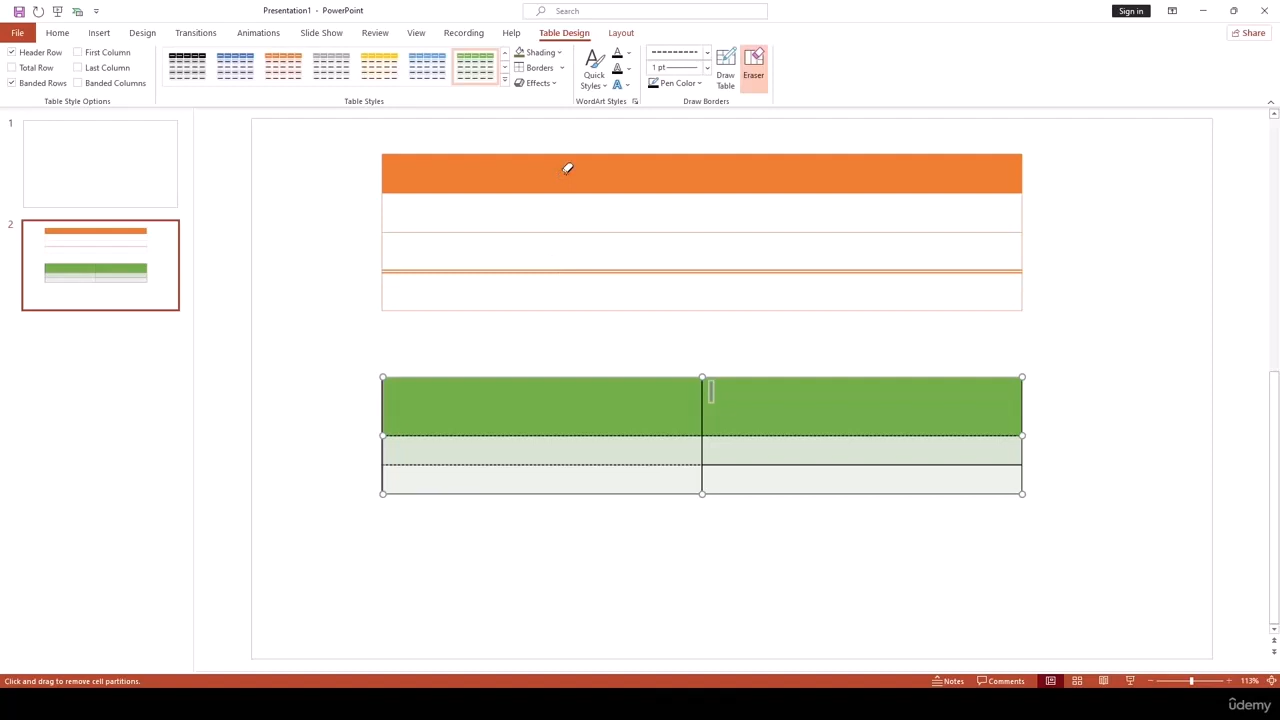 Presentation1 - PowerPoint
Search
Sign in
File
Home
Insert
Design
Transitions
Animations
Slide Show
Review
View
Recording
Help
Table Design
Layout
Share
Header Row
First Column
Total Row
Last Column
Banded Rows
Banded Columns
Table Style Options
Table Styles
Shading
Borders
Effects
Quick
Styles
A
A
A
WordArt Styles
1 pt
Pen Color
Draw
Table
Eraser
Draw Borders
1
2
Click and drag to remove cell partitions.
Notes
Comments
113%
udemy